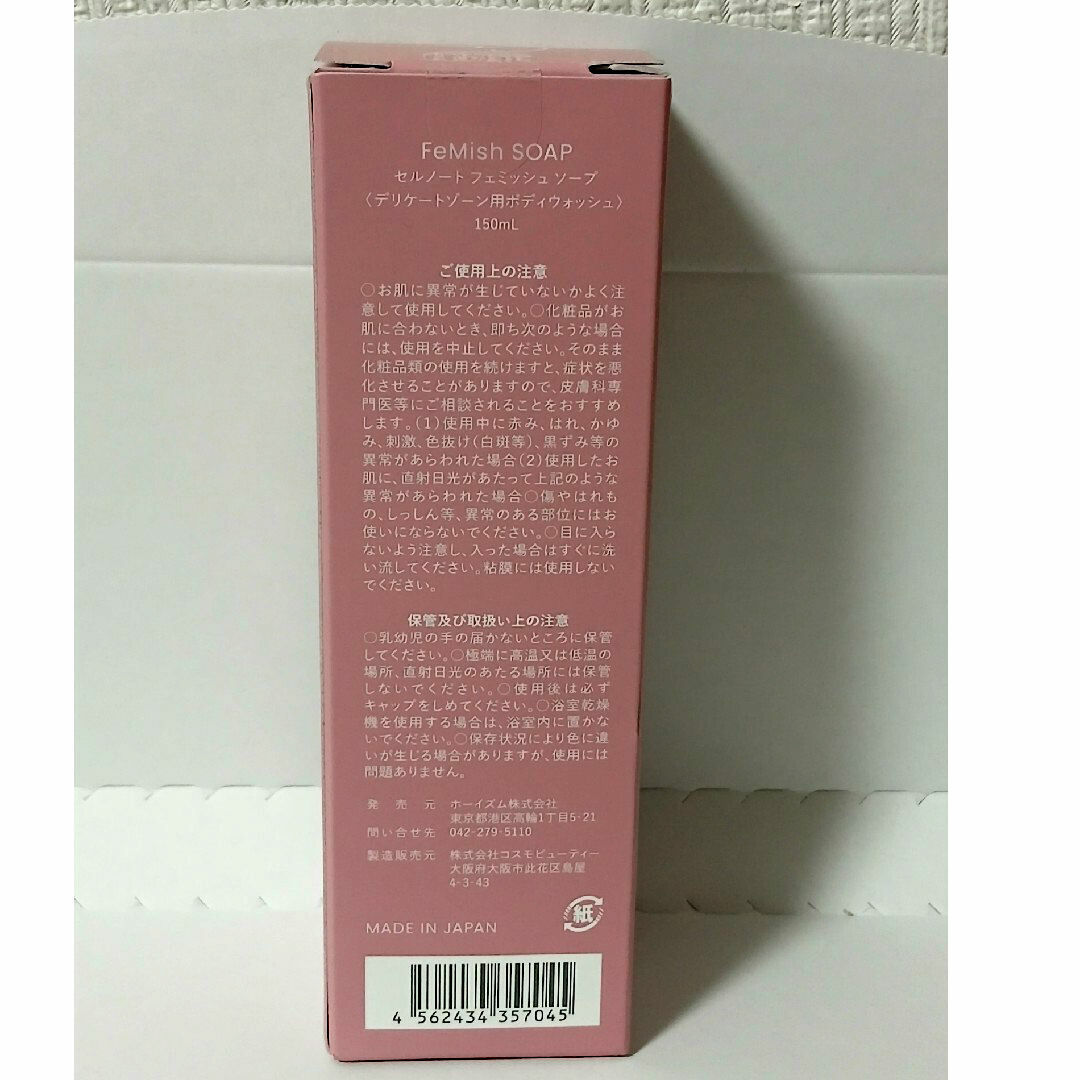 FeMish SOAP
セルノート フェミッシュ ソープ
〈デリケートゾーン用ボディウォッシュ〉
150mL
ご使用上の注意
○お肌に異常が生じていないかよく注
意して使用してください。○化粧品がお
肌に合わないとき、即ち次のような場合
には、使用を中止してください。そのまま
化粧品類の使用を続けますと、症状を悪
化させることがありますので、皮膚科専
門医等にご相談されることをおすすめ
します。(1)使用中に赤み、はれ、かゆ
み、刺激、色抜け(白斑等)、黒ずみ等の
異常があらわれた場合(2)使用したお
肌に、直射日光があたって上記のような
異常があらわれた場合○傷やはれも
の、しっしん等、異常のある部位にはお
使いにならないでください。○目に入ら
ないよう注意し、入った場合はすぐに洗
い流してください。粘膜には使用しない
でください。
保管及び取扱い上の注意
○乳幼児の手の届かないところに保管
してください。○極端に高温又は低温の
場所、直射日光のあたる場所には保管
しないでください。○使用後は必ず
キャップをしめてください。○浴室乾燥
機を使用する場合は、浴室内に置かな
いでください。○保存状況により色に違
いが生じる場合がありますが、使用には
問題ありません。
発売元 ホーイズム株式会社
東京都港区高輪1丁目5-21
問い合せ先 042-279-5110
製造販売元 株式会社コスモビューティー
大阪府大阪市此花区島屋
4-3-43
紙
MADE IN JAPAN
4 562434 357045